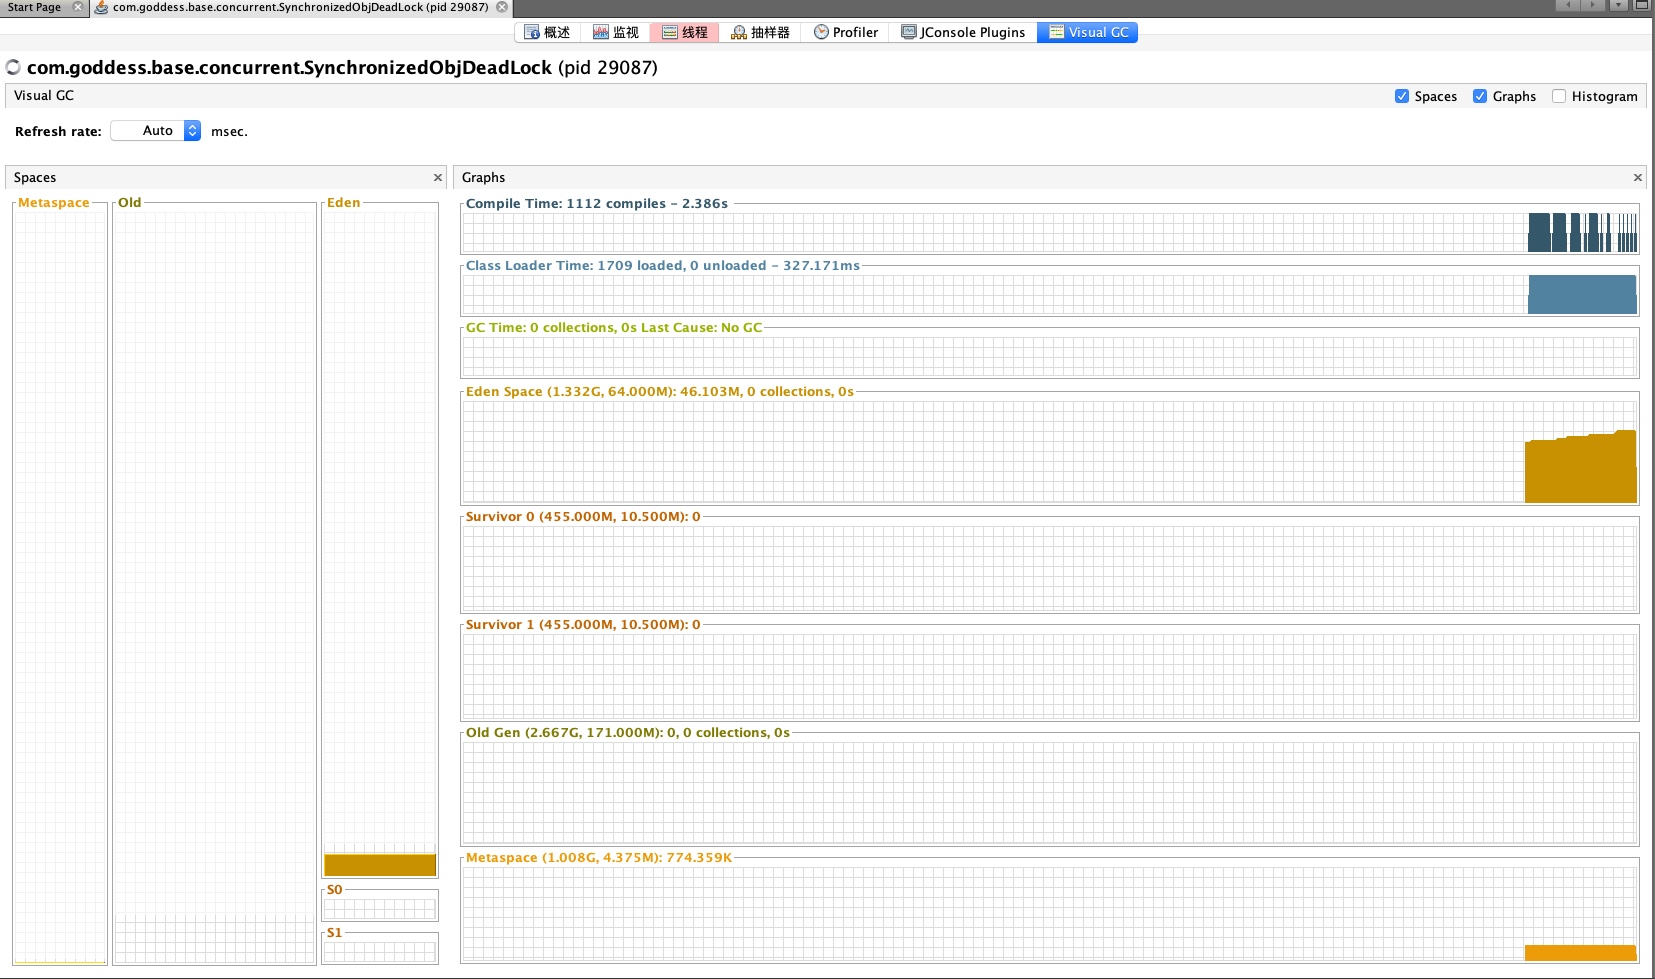 Start Page
com.goddess.base.concurrent.SynchronizedObjDeadLock (pid 29087)
概述 监视 线程 抽样器 Profiler JConsole Plugins Visual GC
com.goddess.base.concurrent.SynchronizedObjDeadLock (pid 29087)
Visual GC
Spaces Graphs Histogram
Refresh rate: Auto msec.
Spaces
Graphs
Metaspace
Old
Eden
S0
S1
Compile Time: 1112 compiles – 2.386s
Class Loader Time: 1709 loaded, 0 unloaded – 327.171ms
GC Time: 0 collections, 0s Last Cause: No GC
Eden Space (1.332G, 64.000M): 46.103M, 0 collections, 0s
Survivor 0 (455.000M, 10.500M): 0
Survivor 1 (455.000M, 10.500M): 0
Old Gen (2.667G, 171.000M): 0, 0 collections, 0s
Metaspace (1.008G, 4.375M): 774.359K